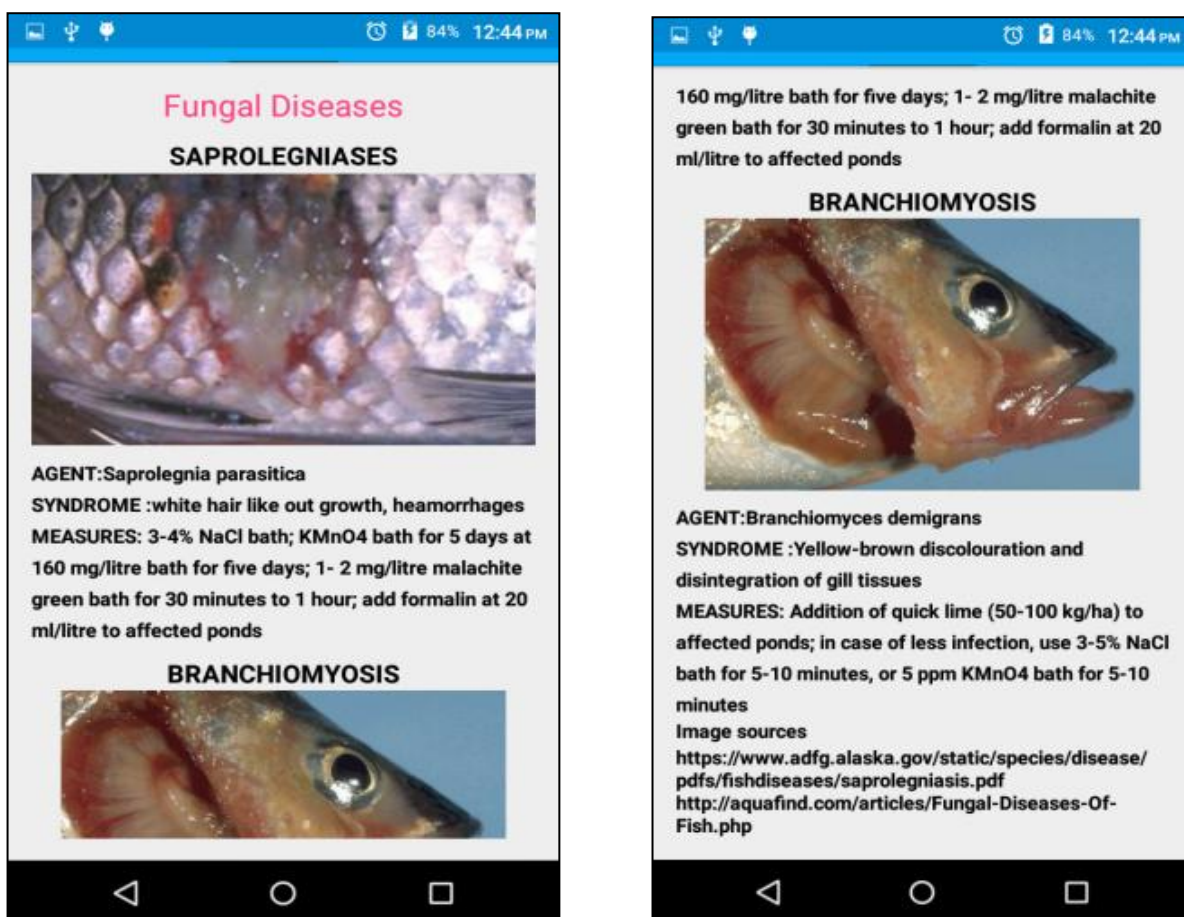 84% 12:44 PM
Fungal Diseases
SAPROLEGNIASES
AGENT:Saprolegnia parasitica
SYNDROME :white hair like out growth, heamorrhages
MEASURES: 3-4% NaCl bath; KMnO4 bath for 5 days at
160 mg/litre bath for five days; 1- 2 mg/litre malachite
green bath for 30 minutes to 1 hour; add formalin at 20
ml/litre to affected ponds
BRANCHIOMYOSIS
84% 12:44 PM
160 mg/litre bath for five days; 1- 2 mg/litre malachite
green bath for 30 minutes to 1 hour; add formalin at 20
ml/litre to affected ponds
BRANCHIOMYOSIS
AGENT:Branchiomyces demigrans
SYNDROME :Yellow-brown discolouration and
disintegration of gill tissues
MEASURES: Addition of quick lime (50-100 kg/ha) to
affected ponds; in case of less infection, use 3-5% NaCl
bath for 5-10 minutes, or 5 ppm KMnO4 bath for 5-10
minutes
Image sources
https://www.adfg.alaska.gov/static/species/disease/
pdfs/fishdiseases/saprolegniasis.pdf
http://aquafind.com/articles/Fungal-Diseases-Of-
Fish.php